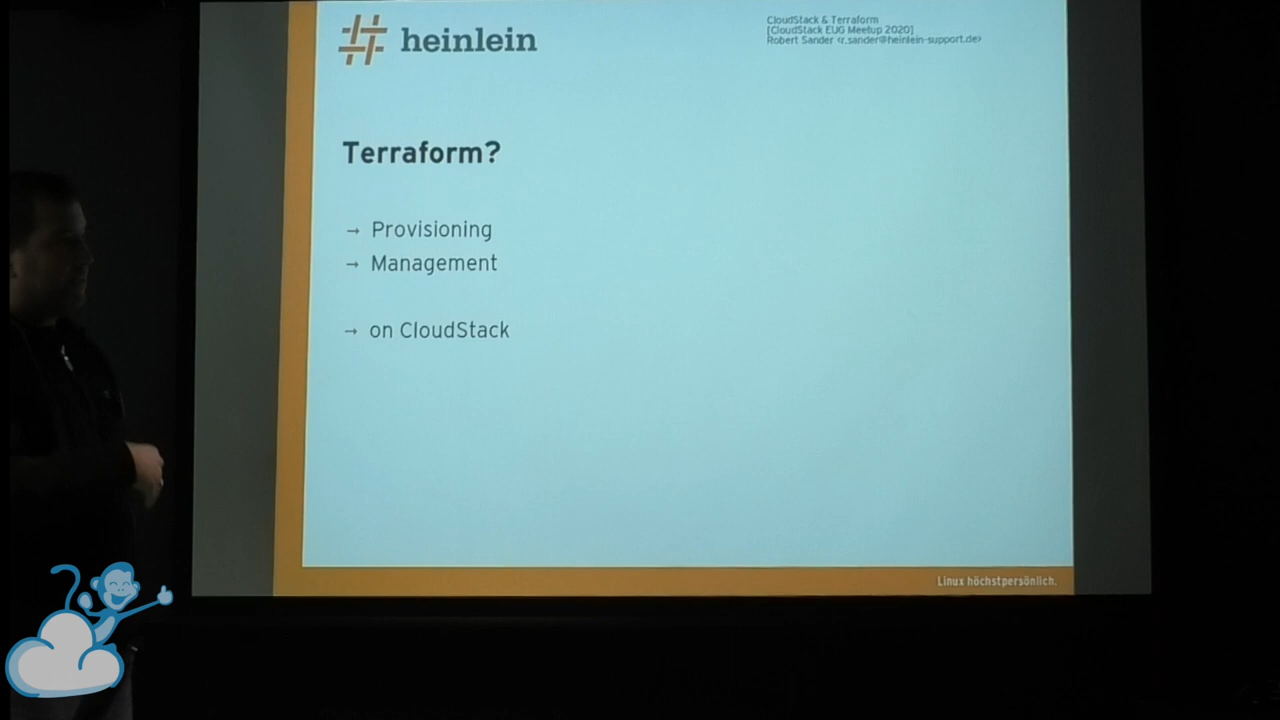 heinlein
CloudStack & Terraform
[CloudStack EUG Meetup 2020]
Robert Sander <r.sander@heinlein-support.de>
Terraform?
→ Provisioning
→ Management
→ on CloudStack
Linux höchstpersönlich.